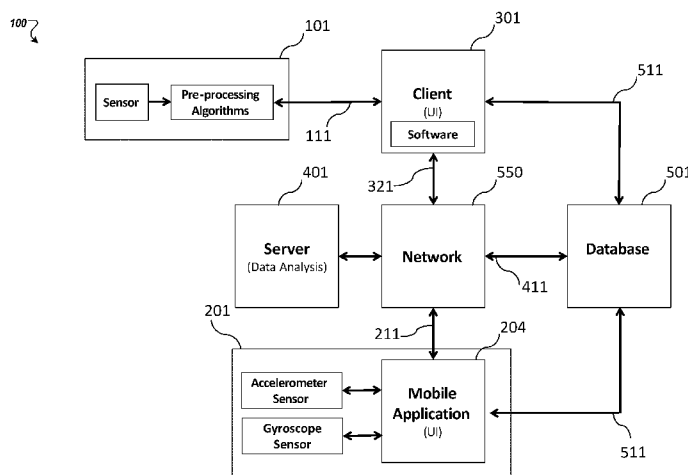 100
101
301
511
Sensor
Pre-processing
Algorithms
Client
(UI)
Software
111
321
401
550
501
Server
(Data Analysis)
Network
Database
411
201
211
204
Accelerometer
Sensor
Gyroscope
Sensor
Mobile
Application
(UI)
511